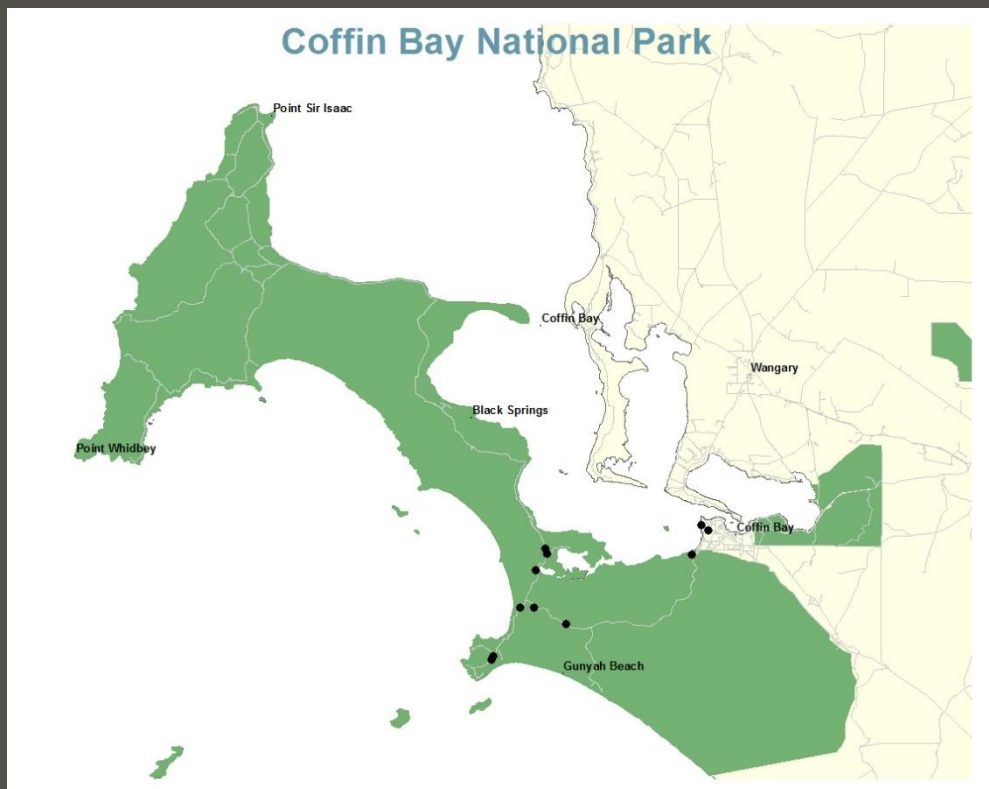 Coffin Bay National Park
Point Sir Isaac
Coffin Bay
Wangary
Black Springs
Point Whidbey
Coffin Bay
Gunyah Beach